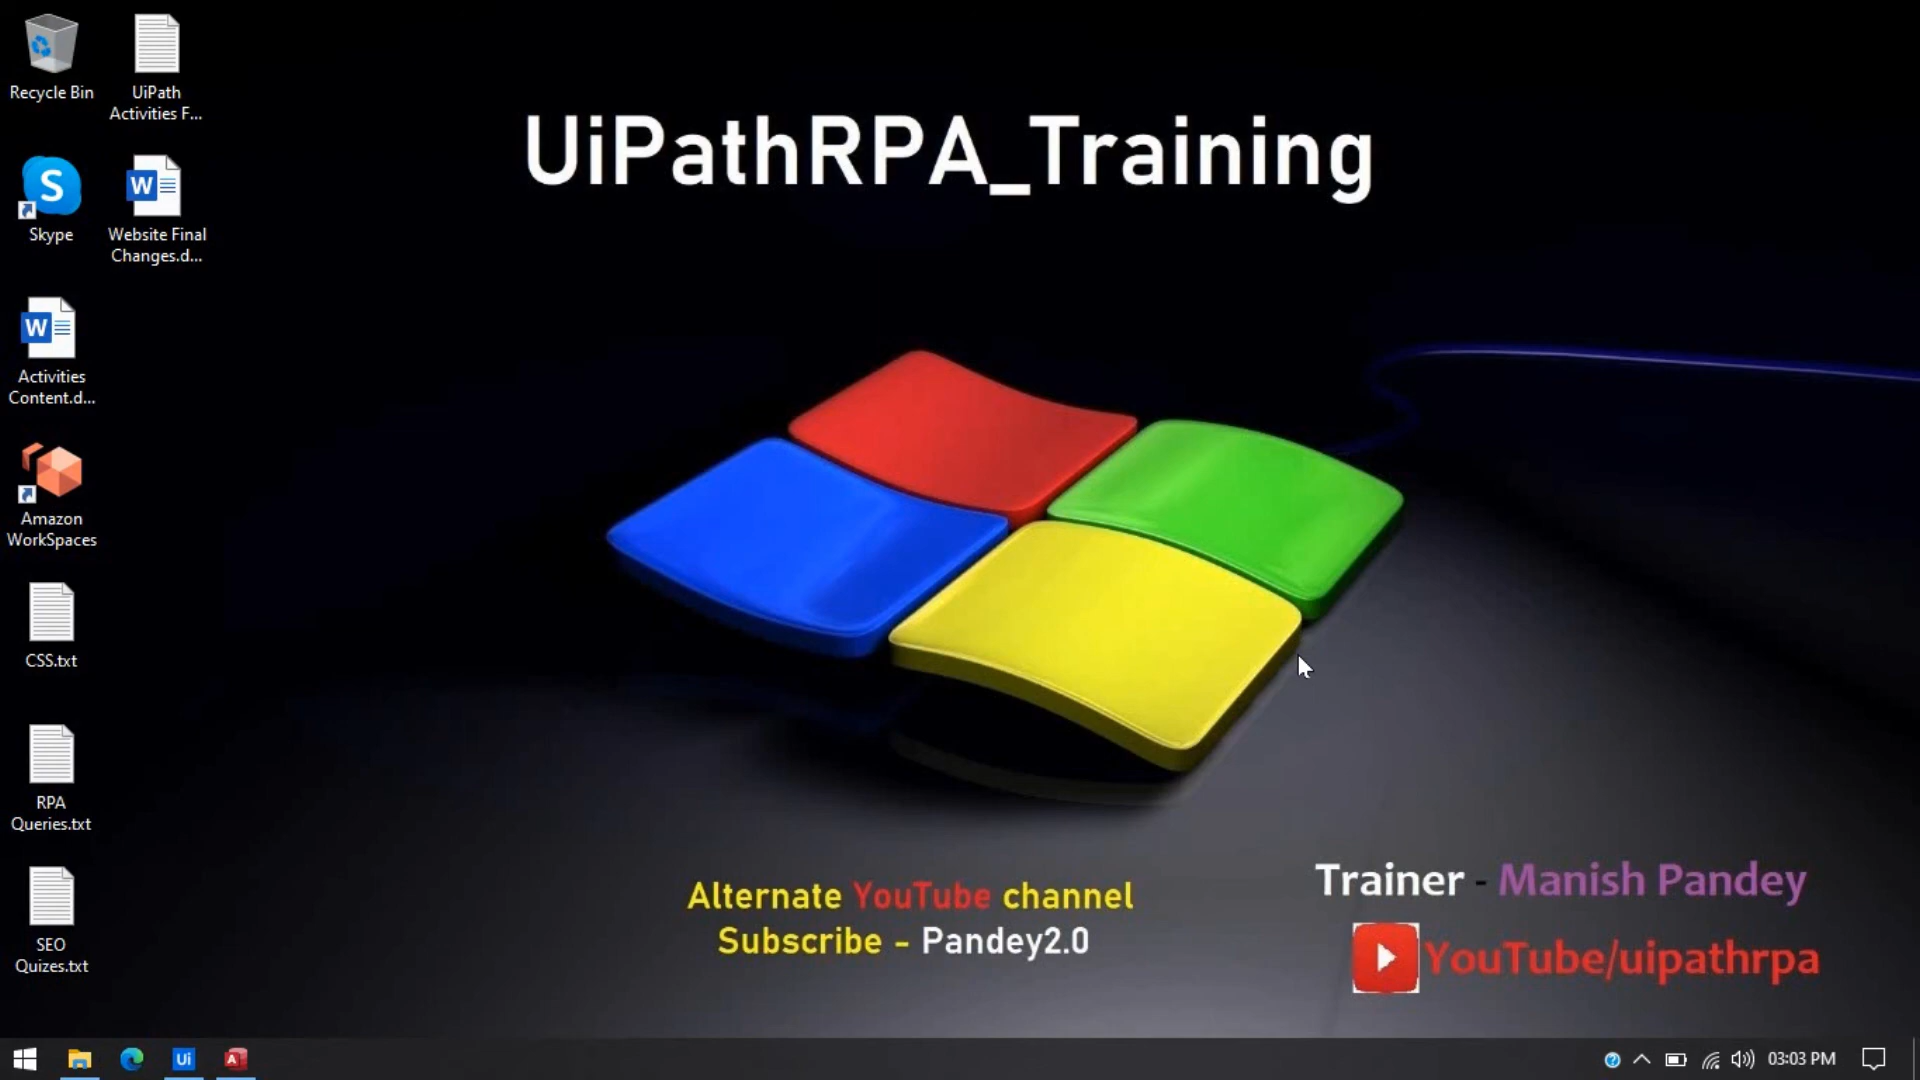 Recycle Bin
UiPath
Activities F...
Skype
Website Final
Changes.d...
Activities
Content.d...
Amazon
WorkSpaces
CSS.txt
RPA
Queries.txt
SEO
Quizes.txt
UiPathRPA_Training
Alternate YouTube channel
Subscribe - Pandey2.0
Trainer - Manish Pandey
YouTube/uipathrpa
S
W
W
Ui
A
03:03 PM